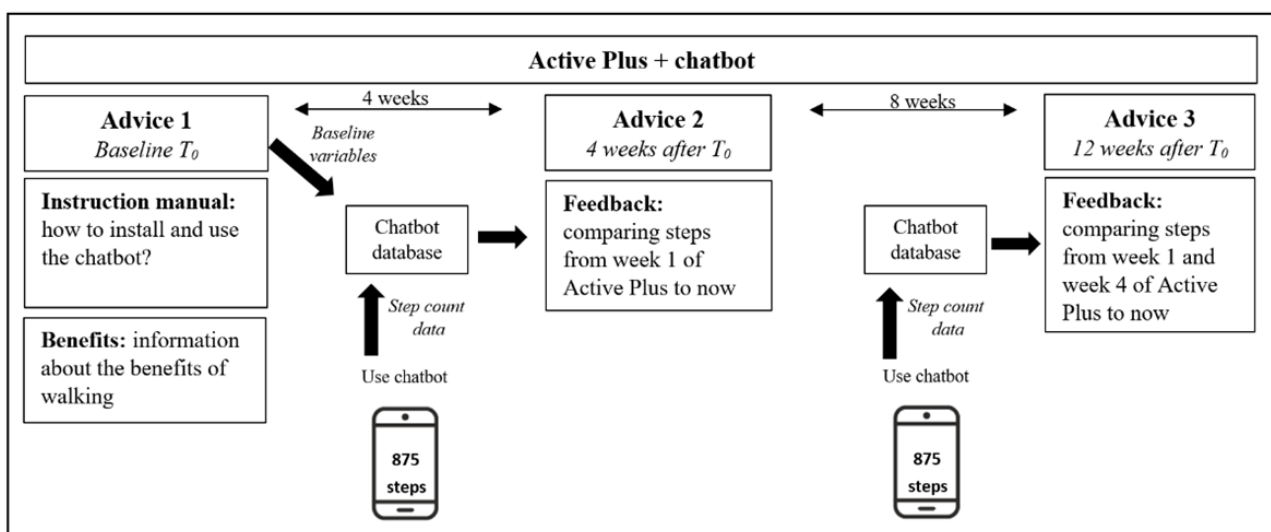 Active Plus + chatbot
Advice 1
Baseline T₀
4 weeks
Advice 2
4 weeks after T₀
8 weeks
Advice 3
12 weeks after T₀
Baseline
variables
Instruction manual:
how to install and use
the chatbot?
Benefits: information
about the benefits of
walking
Chatbot
database
Step count
data
Use chatbot
875
steps
Feedback:
comparing steps
from week 1 of
Active Plus to now
Chatbot
database
Step count
data
Use chatbot
875
steps
Feedback:
comparing steps
from week 1 and
week 4 of Active
Plus to now